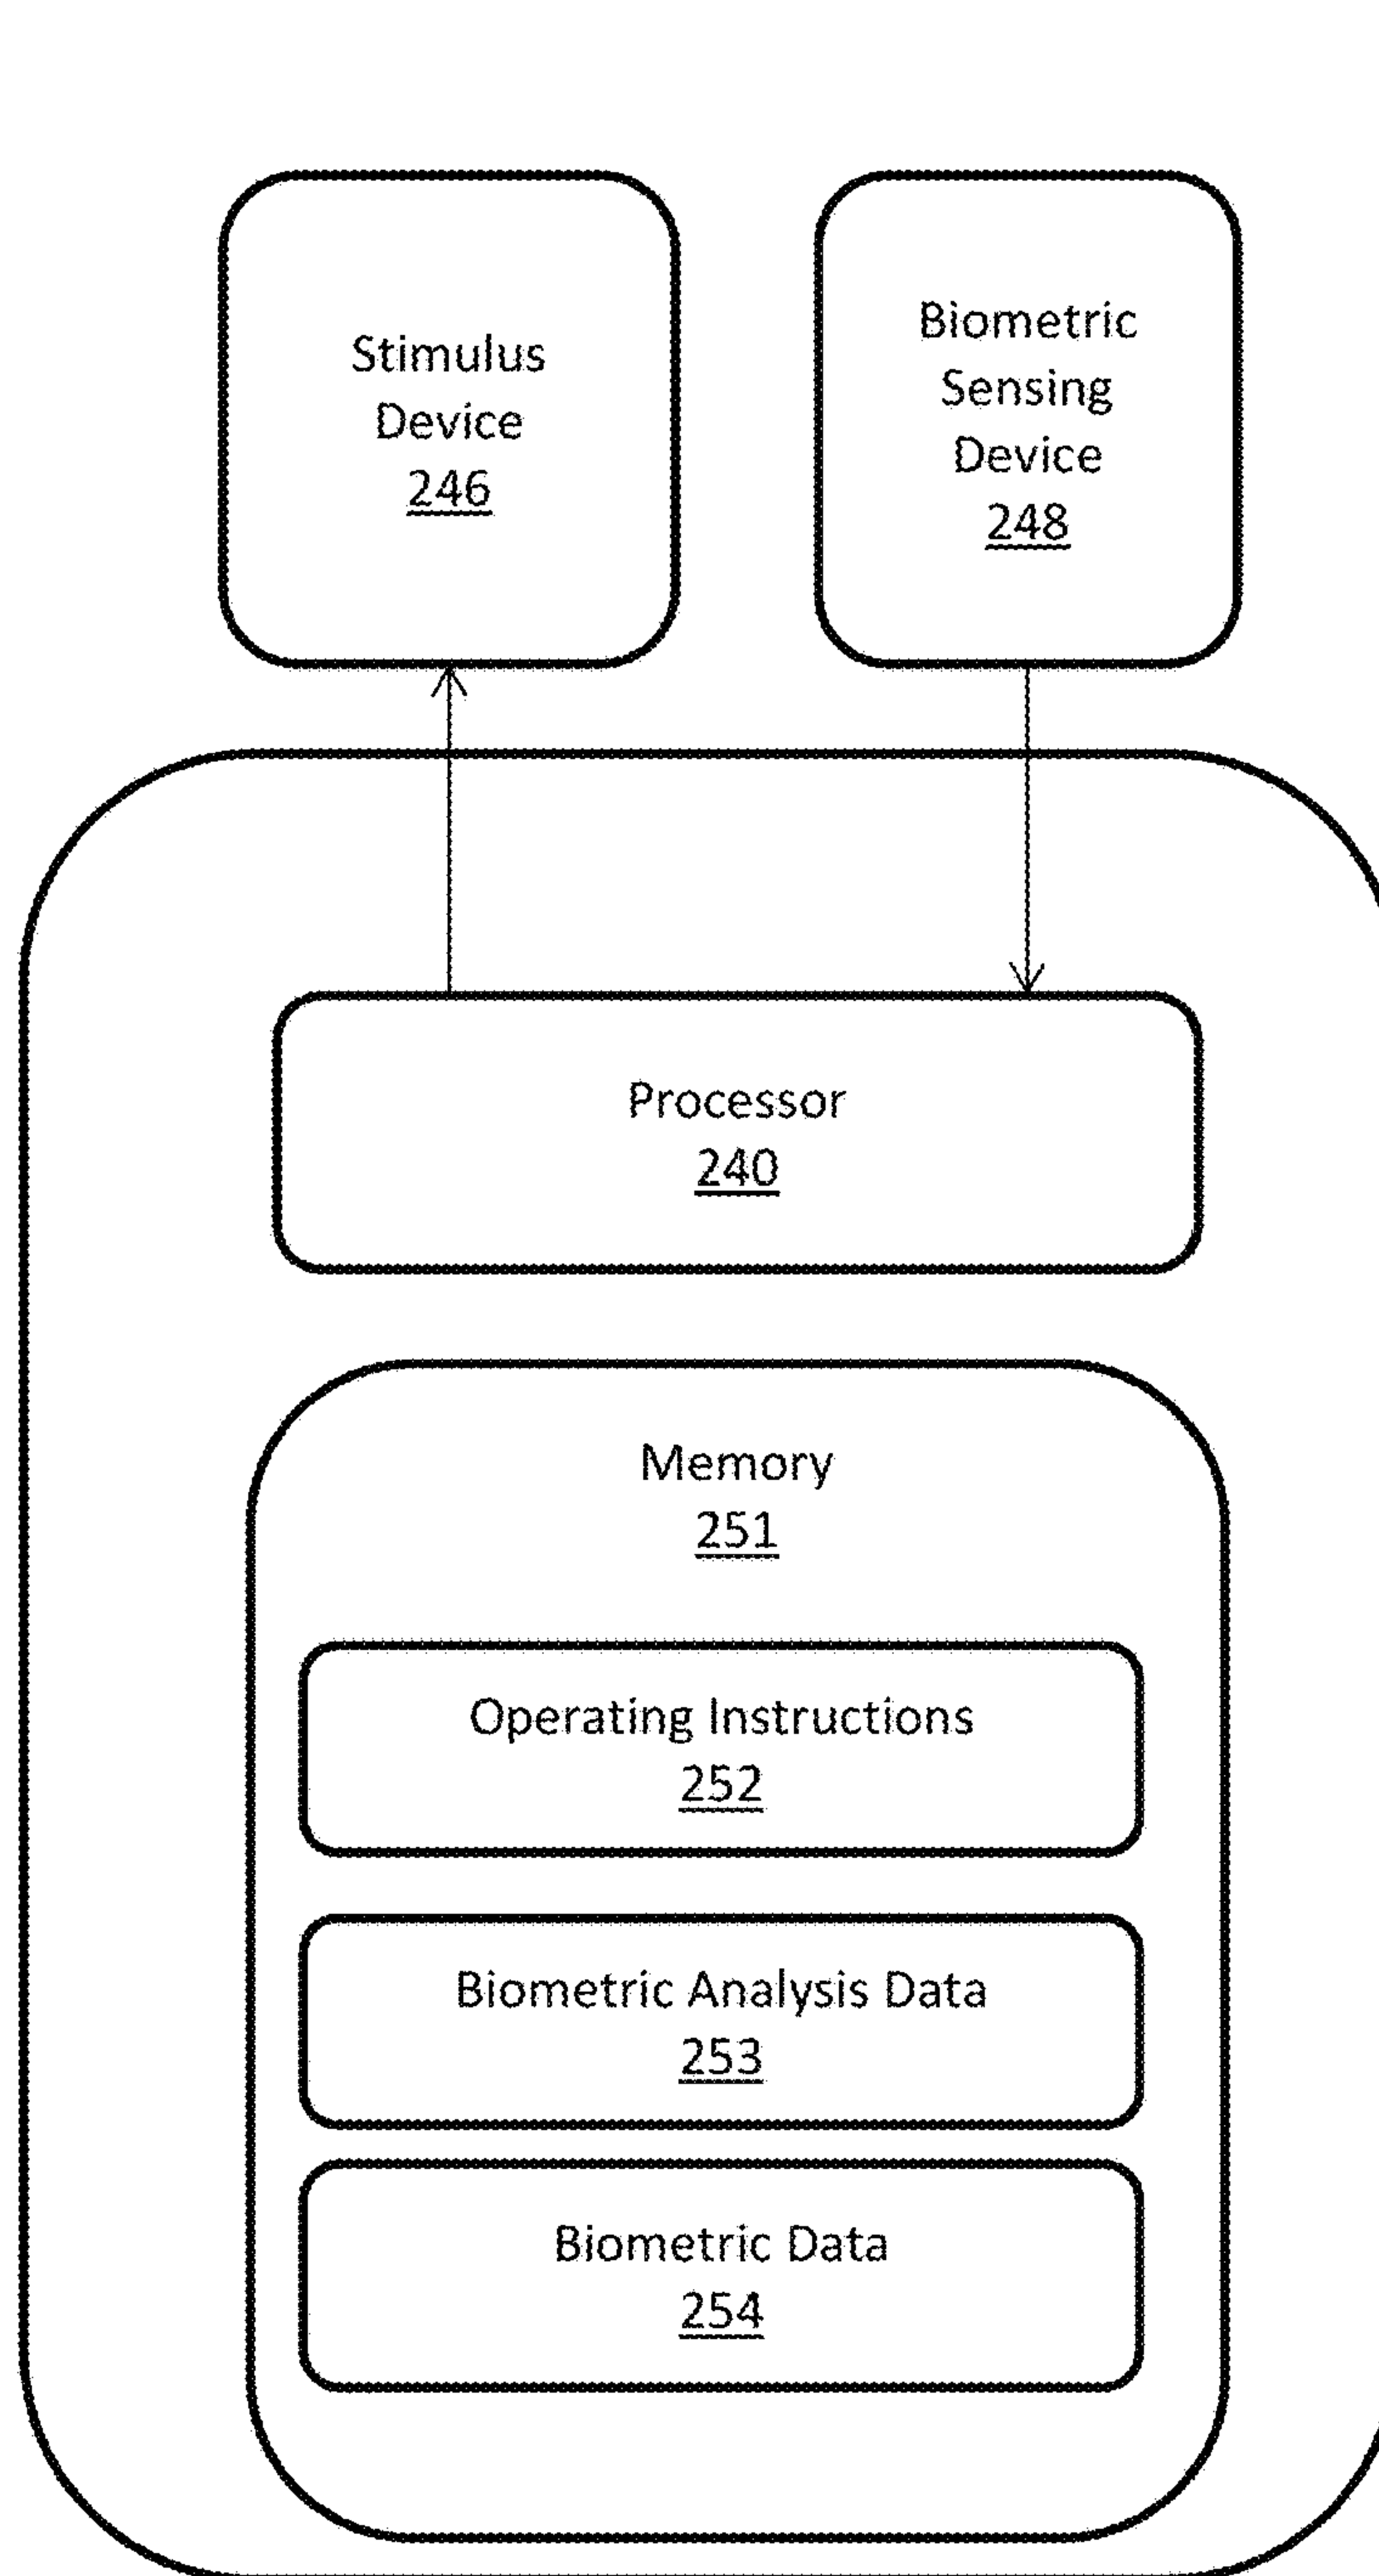 Stimulus
Device
246
Biometric
Sensing
Device
248
Processor
240
Memory
251
Operating Instructions
252
Biometric Analysis Data
253
Biometric Data
254